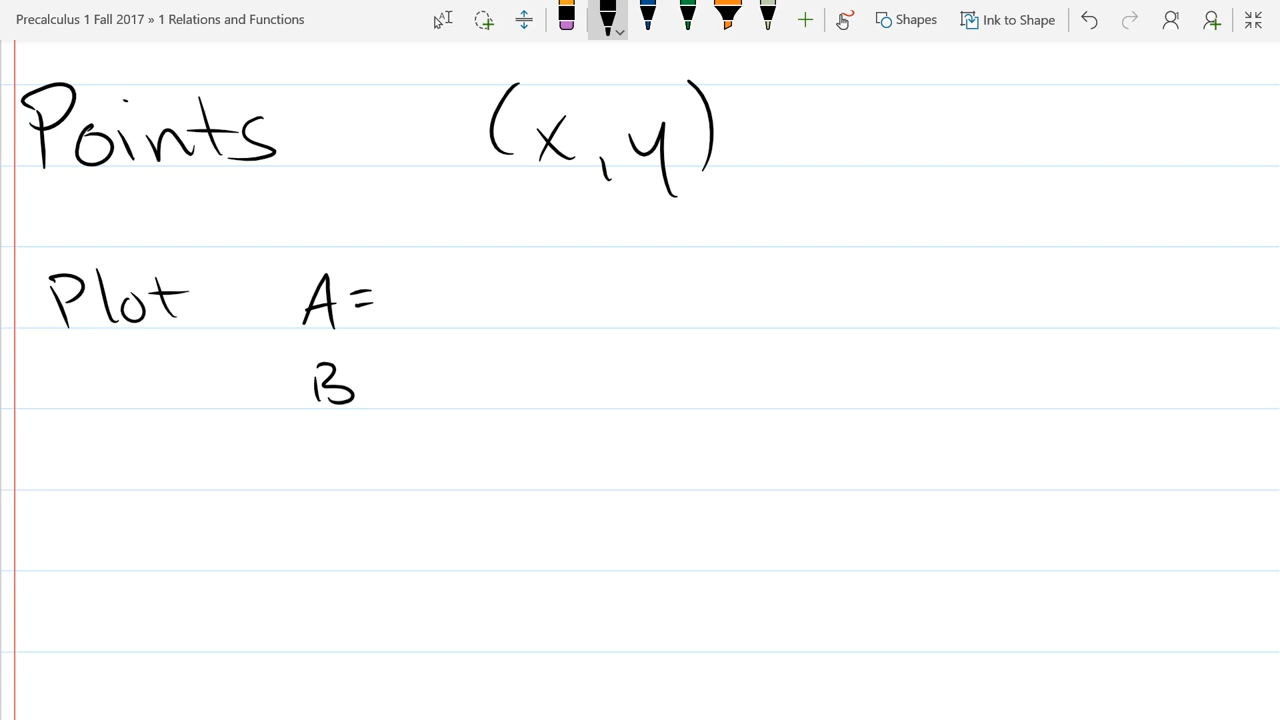 Precalculus 1 Fall 2017 » 1 Relations and Functions Shapes Ink to Shape
Points (x,y)
Plot A=
B